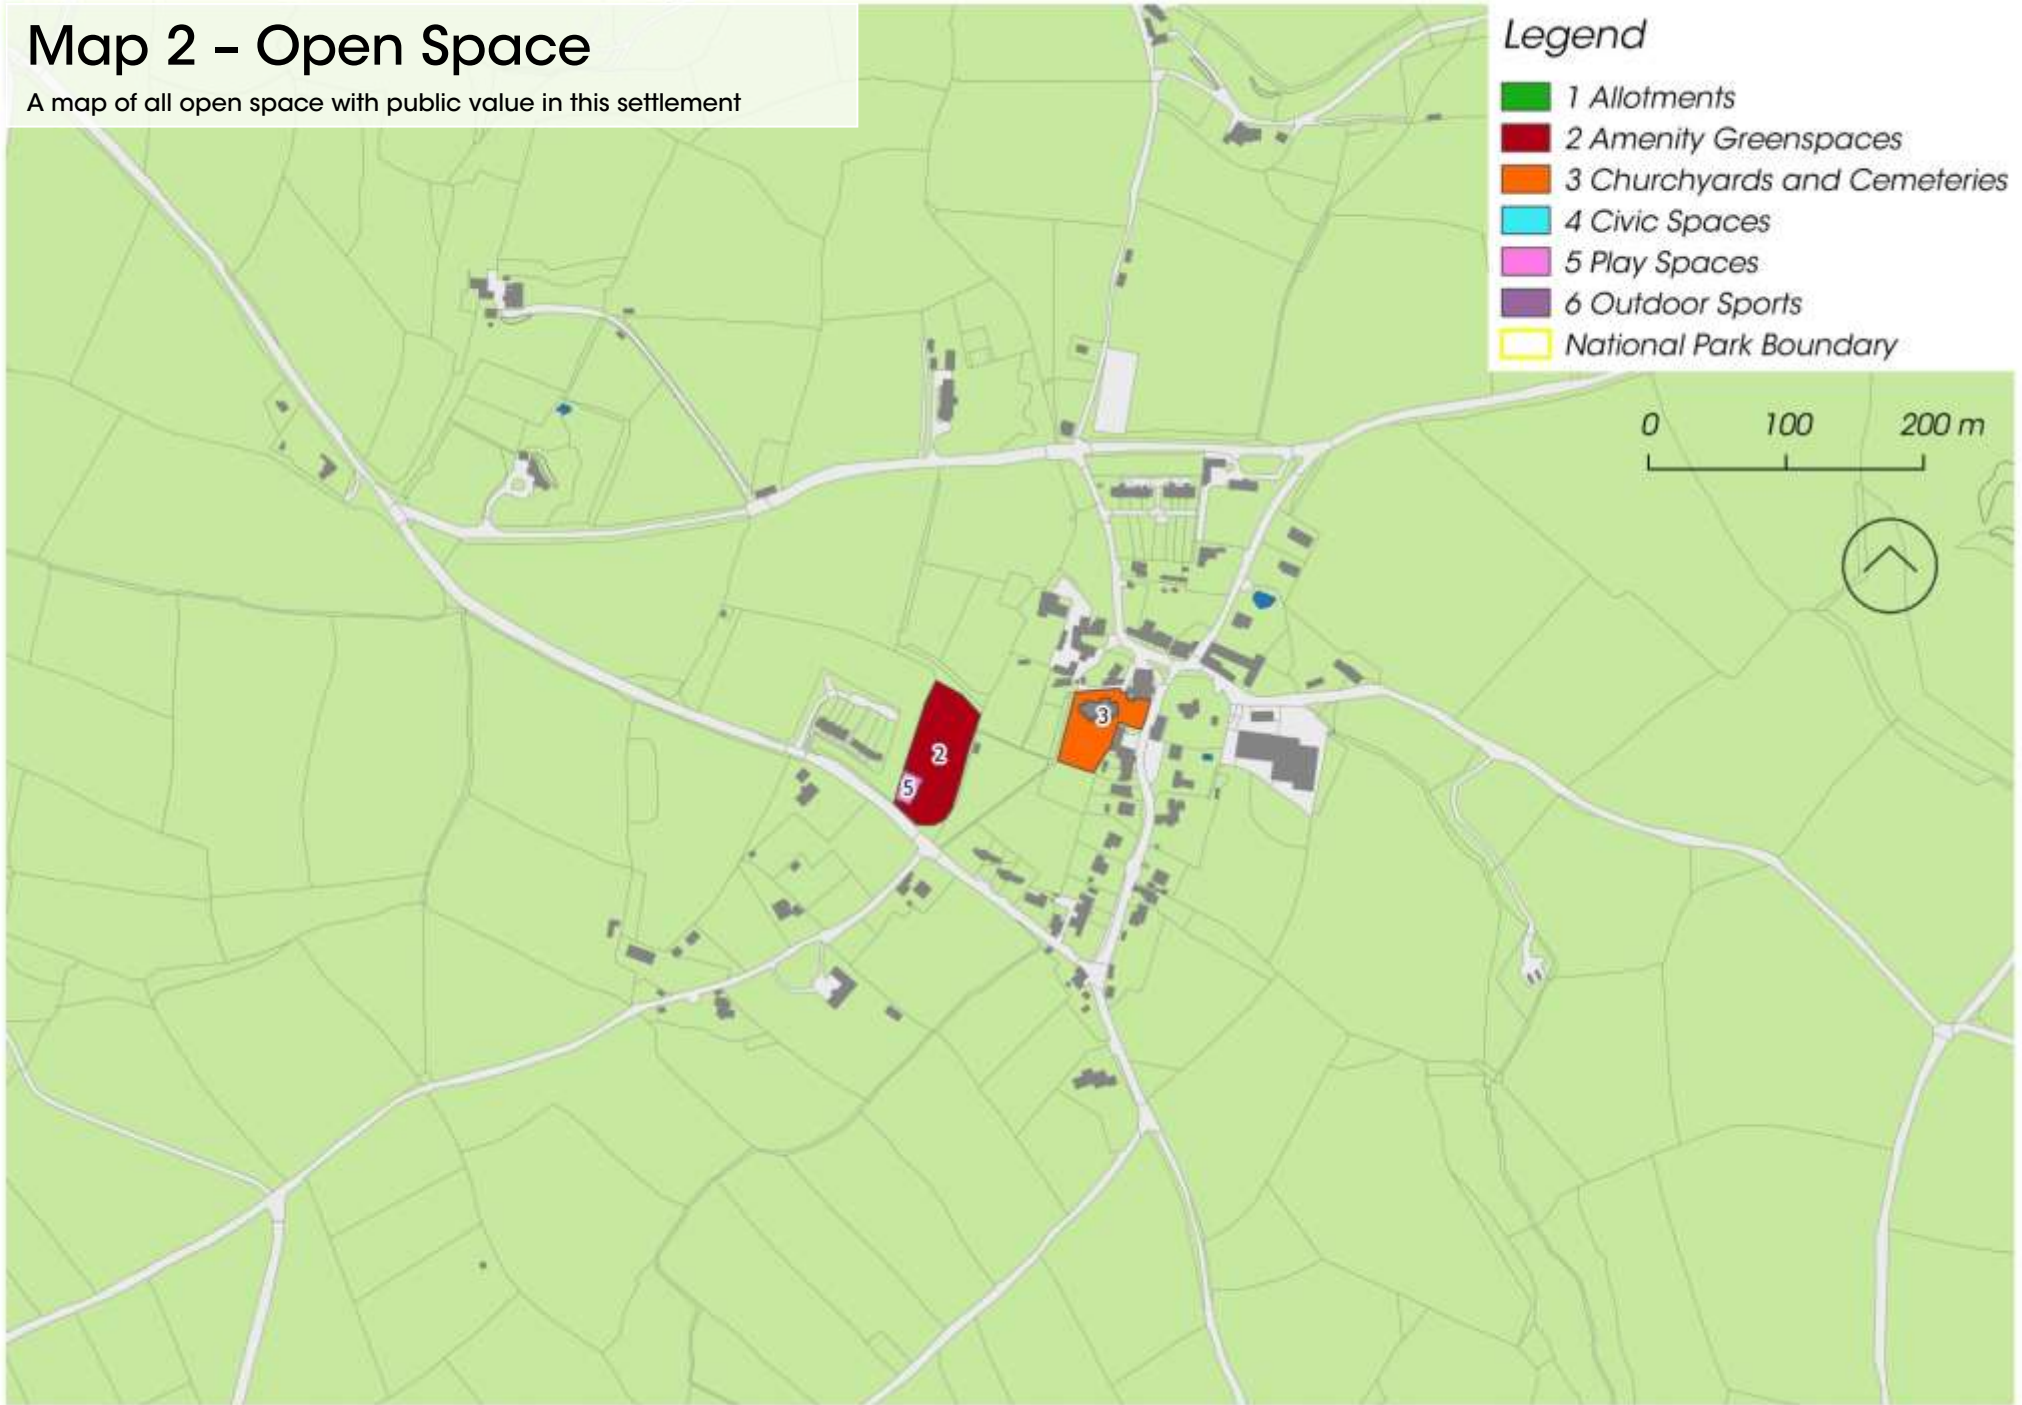 Map 2 – Open Space
A map of all open space with public value in this settlement
Legend
1 Allotments
2 Amenity Greenspaces
3 Churchyards and Cemeteries
4 Civic Spaces
5 Play Spaces
6 Outdoor Sports
National Park Boundary
0 100 200 m
3
2
5